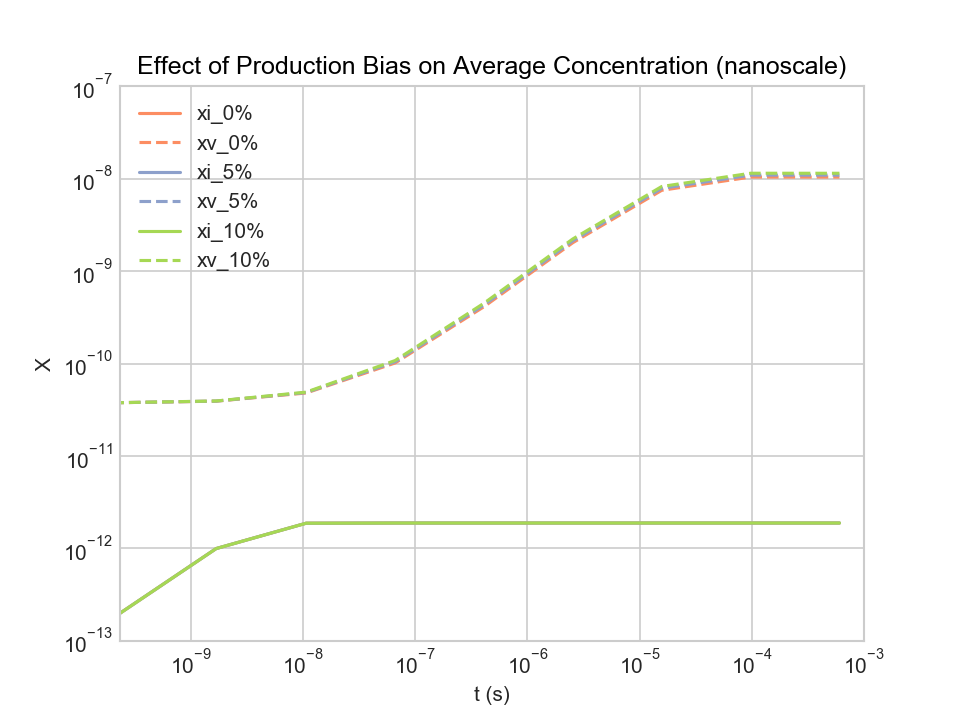 Effect of Production Bias on Average Concentration (nanoscale)
10⁻⁷
xi_0%
xv_0%
xi_5%
xv_5%
xi_10%
xv_10%
10⁻⁸
10⁻⁹
10⁻¹⁰
10⁻¹¹
10⁻¹²
10⁻¹³
X
10⁻⁹ 10⁻⁸ 10⁻⁷ 10⁻⁶ 10⁻⁵ 10⁻⁴ 10⁻³
t (s)